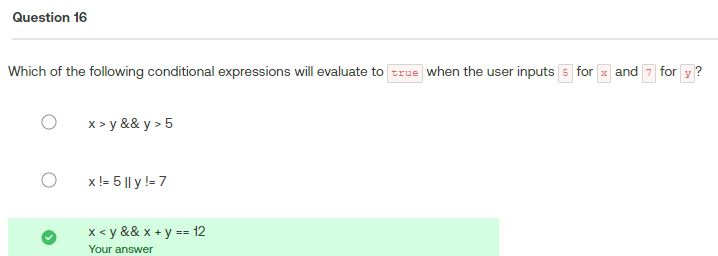 Question 16
Which of the following conditional expressions will evaluate to true when the user inputs 5 for x and 7 for y?
x > y && y > 5
x != 5 || y != 7
x < y && x + y == 12
Your answer